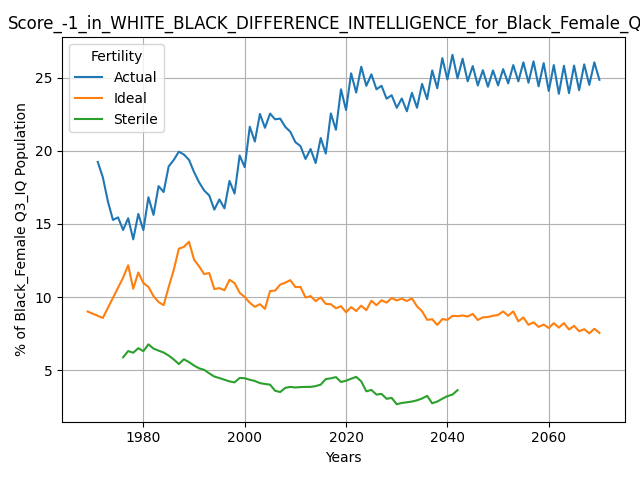 Score_-1_in_WHITE_BLACK_DIFFERENCE_INTELLIGENCE_for_Black_Female_Q
Fertility
Actual
Ideal
Sterile
% of Black_Female Q3_IQ Population
25
20
15
10
5
1980 2000 2020 2040 2060
Years